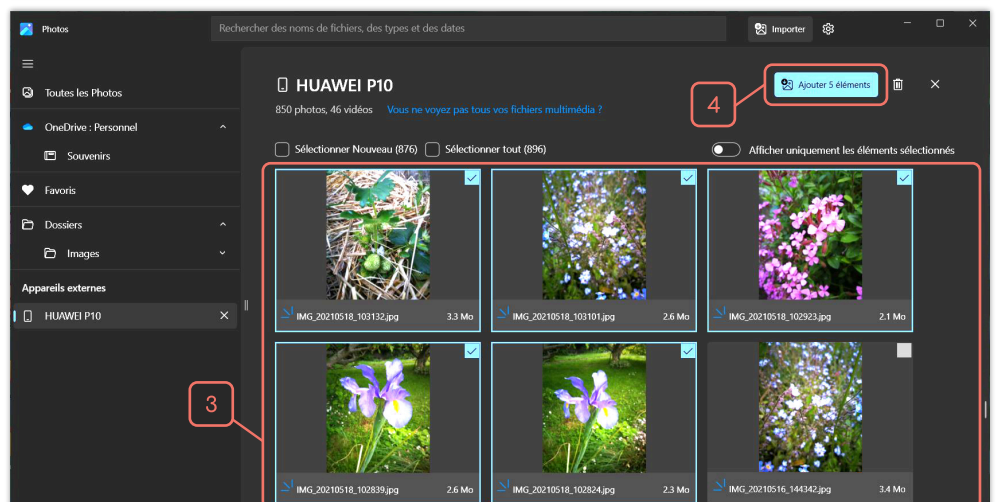 Photos
Rechercher des noms de fichiers, des types et des dates
Importer
Toutes les Photos
OneDrive : Personnel
Souvenirs
Favoris
Dossiers
Images
Appareils externes
HUAWEI P10
HUAWEI P10
850 photos, 46 vidéos Vous ne voyez pas tous vos fichiers multimédia ?
4
Ajouter 5 éléments
Sélectionner Nouveau (876) Sélectionner tout (896)
Afficher uniquement les éléments sélectionnés
IMG_20210518_103132.jpg 3.3 Mo
IMG_20210518_103101.jpg 2.6 Mo
IMG_20210518_102923.jpg 2.1 Mo
3
IMG_20210518_102839.jpg 2.6 Mo
IMG_20210518_102824.jpg 2.3 Mo
IMG_20210516_144342.jpg 3.4 Mo